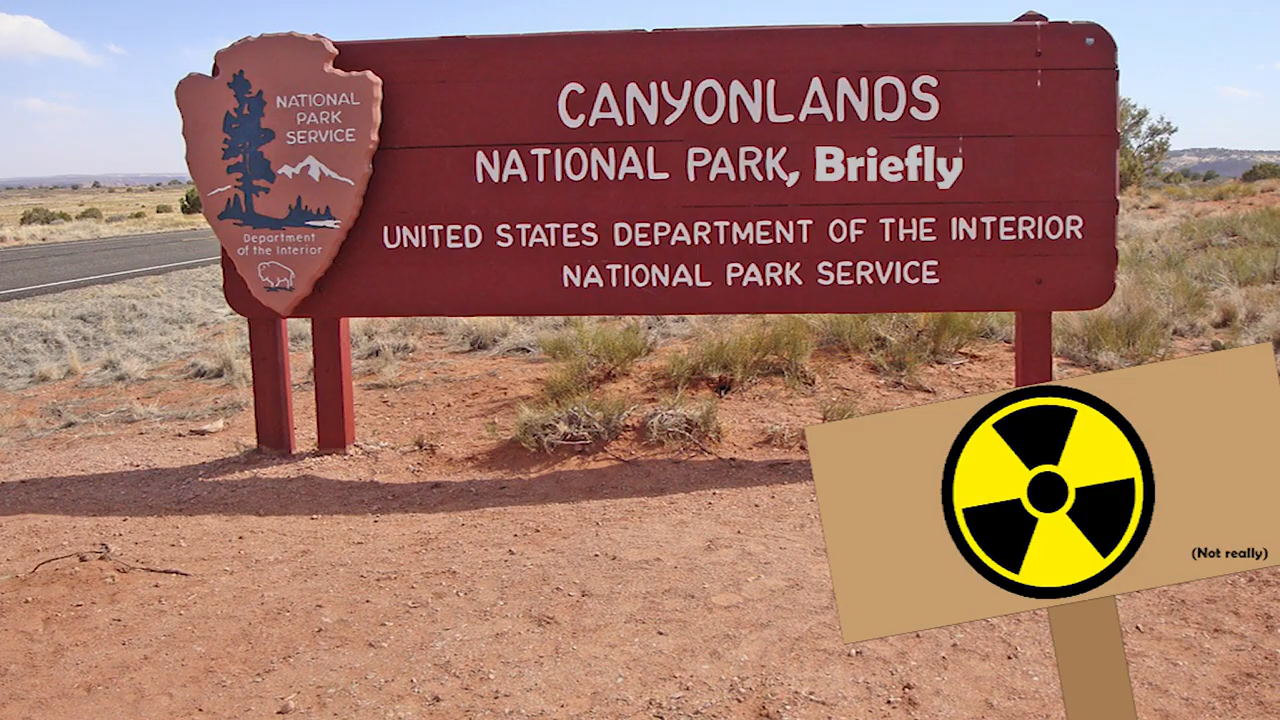 NATIONAL
PARK
SERVICE
Department
of the Interior
CANYONLANDS
NATIONAL PARK, Briefly
UNITED STATES DEPARTMENT OF THE INTERIOR
NATIONAL PARK SERVICE
(Not really)